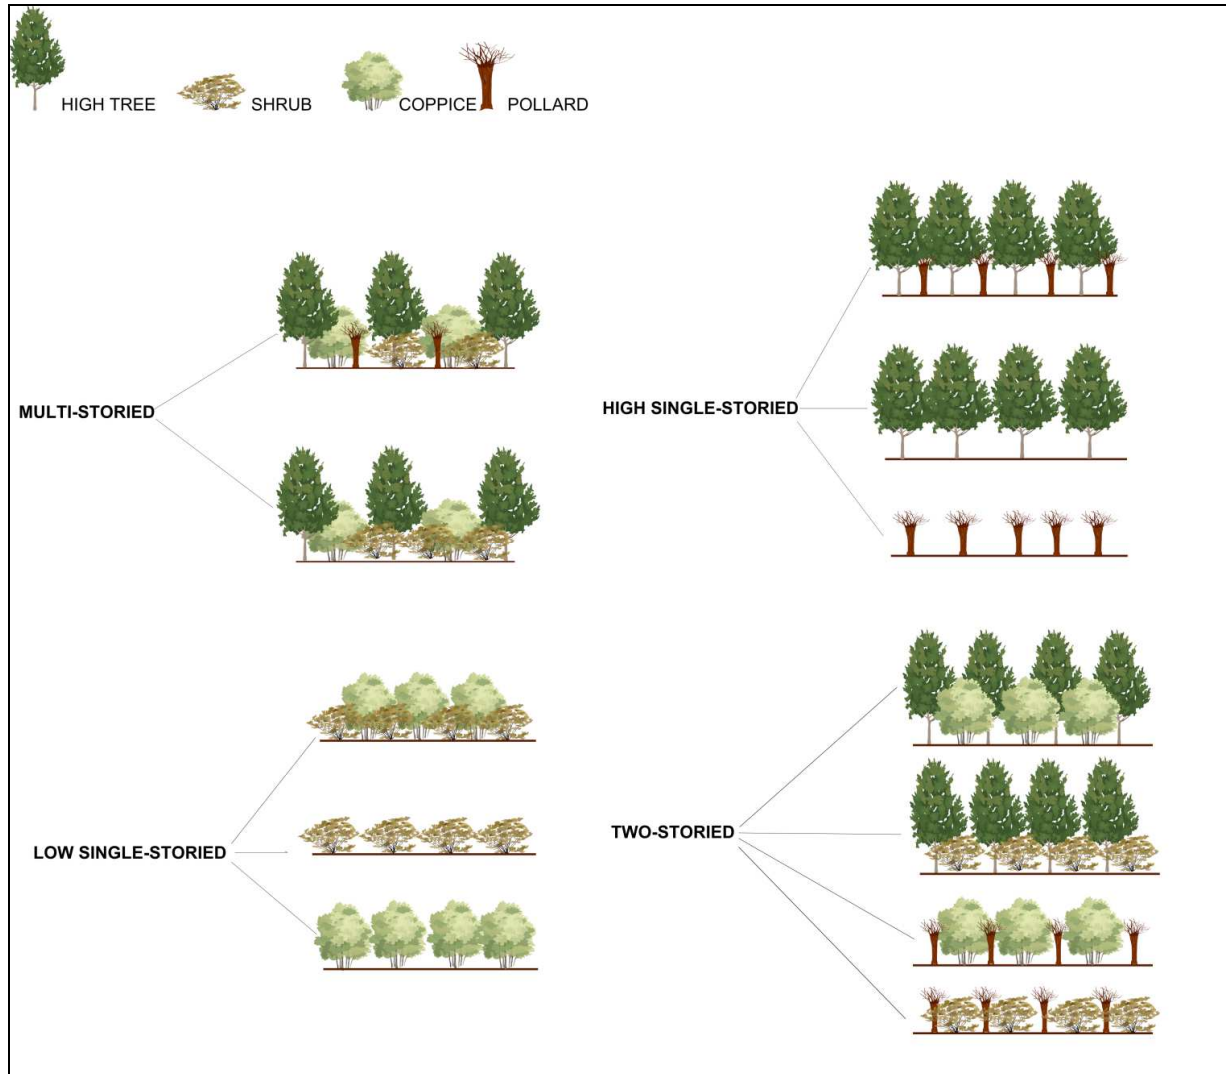 HIGH TREE SHRUB COPPICE POLLARD
MULTI-STORIED
HIGH SINGLE-STORIED
LOW SINGLE-STORIED
TWO-STORIED